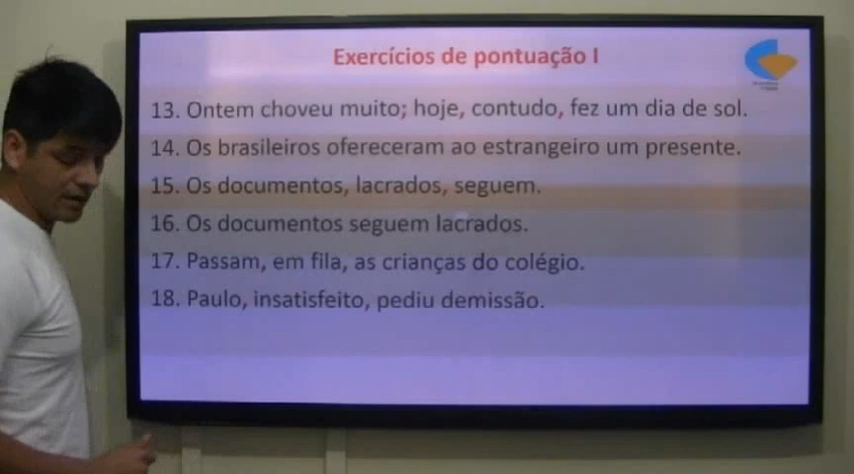 Exercícios de pontuação I
13. Ontem choveu muito; hoje, contudo, fez um dia de sol.
14. Os brasileiros ofereceram ao estrangeiro um presente.
15. Os documentos, lacrados, seguem.
16. Os documentos seguem lacrados.
17. Passam, em fila, as crianças do colégio.
18. Paulo, insatisfeito, pediu demissão.